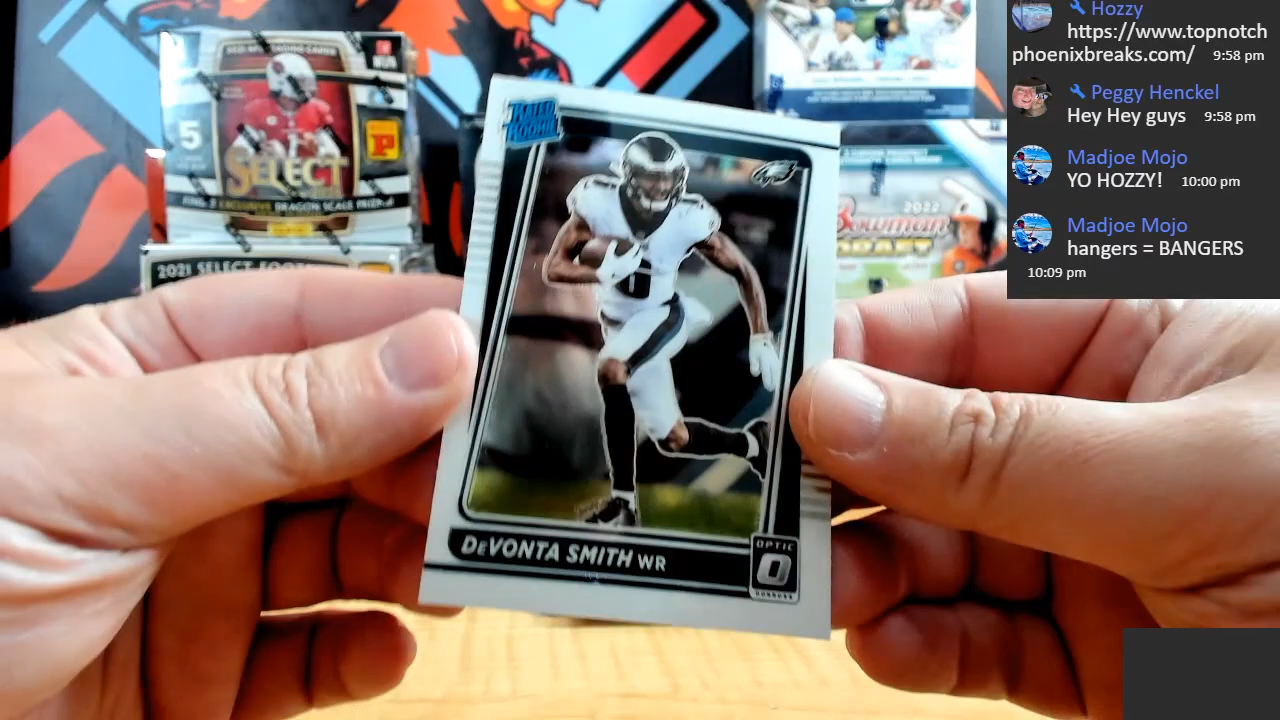 Hozzy
https://www.topnotch
phoenixbreaks.com/ 9:58 pm
Peggy Henckel
Hey Hey guys 9:58 pm
Madjoe Mojo
YO HOZZY! 10:00 pm
Madjoe Mojo
hangers = BANGERS
10:09 pm
5
SELECT
2021 SELECT
2022
Bowman
DRAFT
RATED
ROOKIE
DEVONTA SMITH WR
OPTIC
DONRUSS